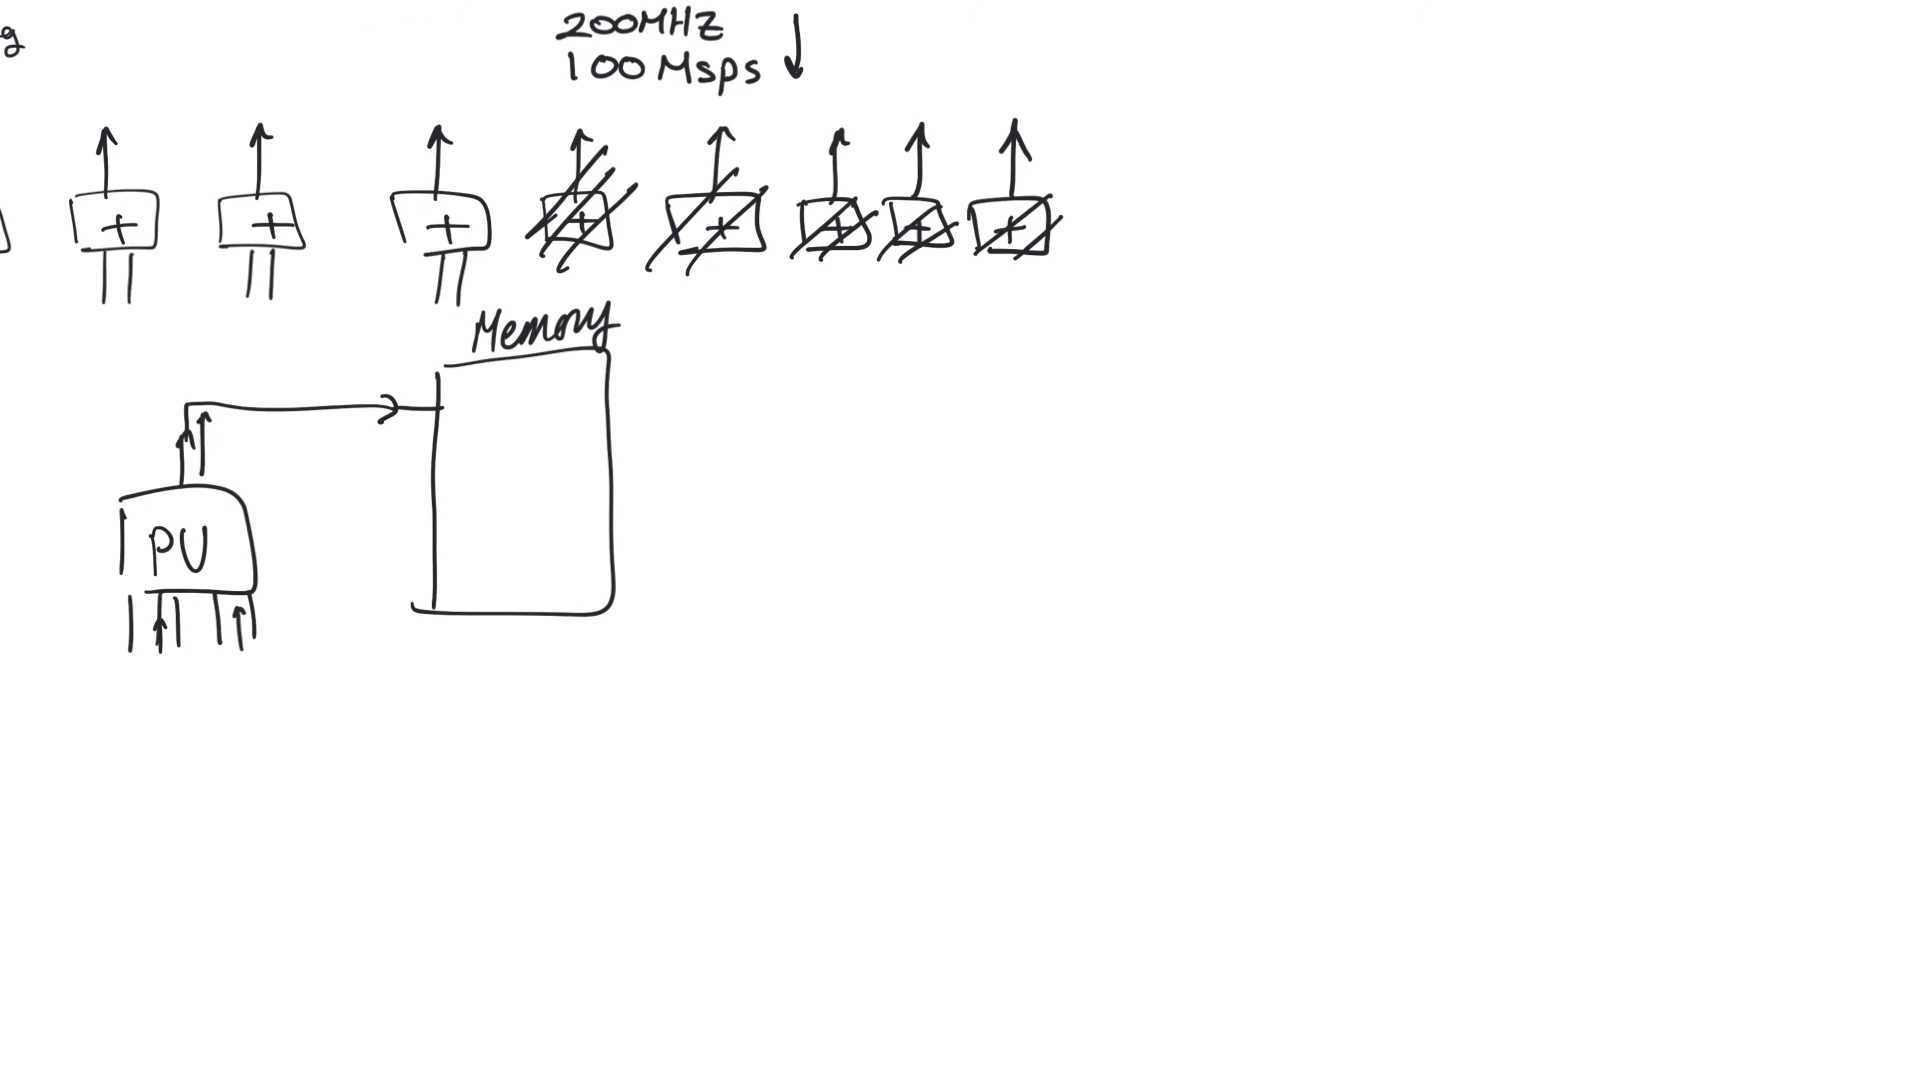 g
200MHZ
100 Msps
+ + + + + + + +
Memory
PU